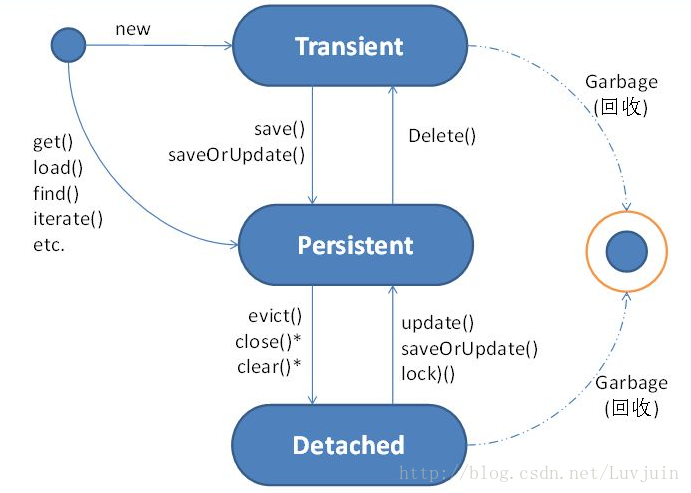 new
Transient
Garbage
(回收)
save()
saveOrUpdate()
Delete()
get()
load()
find()
iterate()
etc.
Persistent
evict()
close()*
clear()*
update()
saveOrUpdate()
lock)()
Garbage
(回收)
Detached
http://blog.csdn.net/Luvjuin